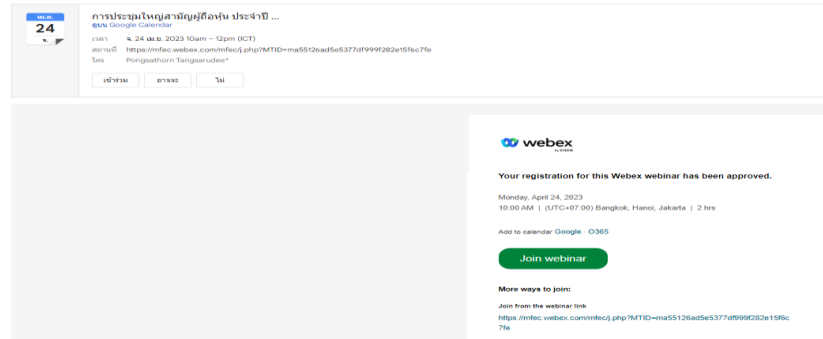 เม.ย.
24
จ.
การประชุมใหญ่สามัญผู้ถือหุ้น ประจำปี ...
ดูบน Google Calendar
เวลา จ. 24 เม.ย. 2023 10am – 12pm (ICT)
สถานที่ https://mfec.webex.com/mfec/j.php?MTID=ma55126ad5e5377df999f282e15f6c7fe
ใคร Pongsathorn Tangsarudee*
เข้าร่วม อาจจะ ไม่
webex
by CISCO
Your registration for this Webex webinar has been approved.
Monday, April 24, 2023
10:00 AM | (UTC+07:00) Bangkok, Hanoi, Jakarta | 2 hrs
Add to calendar Google · O365
Join webinar
More ways to join:
Join from the webinar link
https://mfec.webex.com/mfec/j.php?MTID=ma55126ad5e5377df999f282e15f6c
7fe